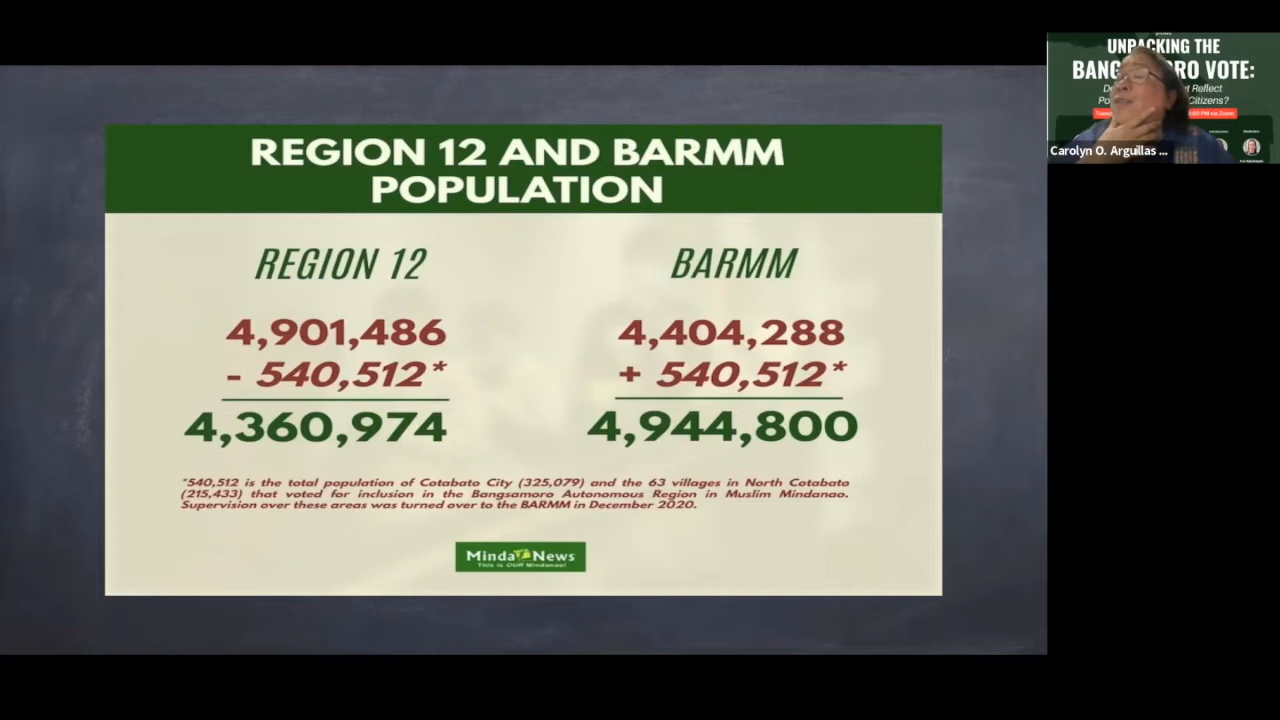 REGION 12 AND BARMM
POPULATION
REGION 12
4,901,486
- 540,512*
4,360,974
BARMM
4,404,288
+ 540,512*
4,944,800
*540,512 is the total population of Cotabato City (325,079) and the 63 villages in North Cotabato
(215,433) that voted for inclusion in the Bangsamoro Autonomous Region in Muslim Mindanao.
Supervision over these areas was turned over to the BARMM in December 2020.
MindaNews
This is OUR Mindanao!
UNPACKING THE
BANG RO VOTE:
Reflect
Citizens?
Carolyn O. Arguillas ...